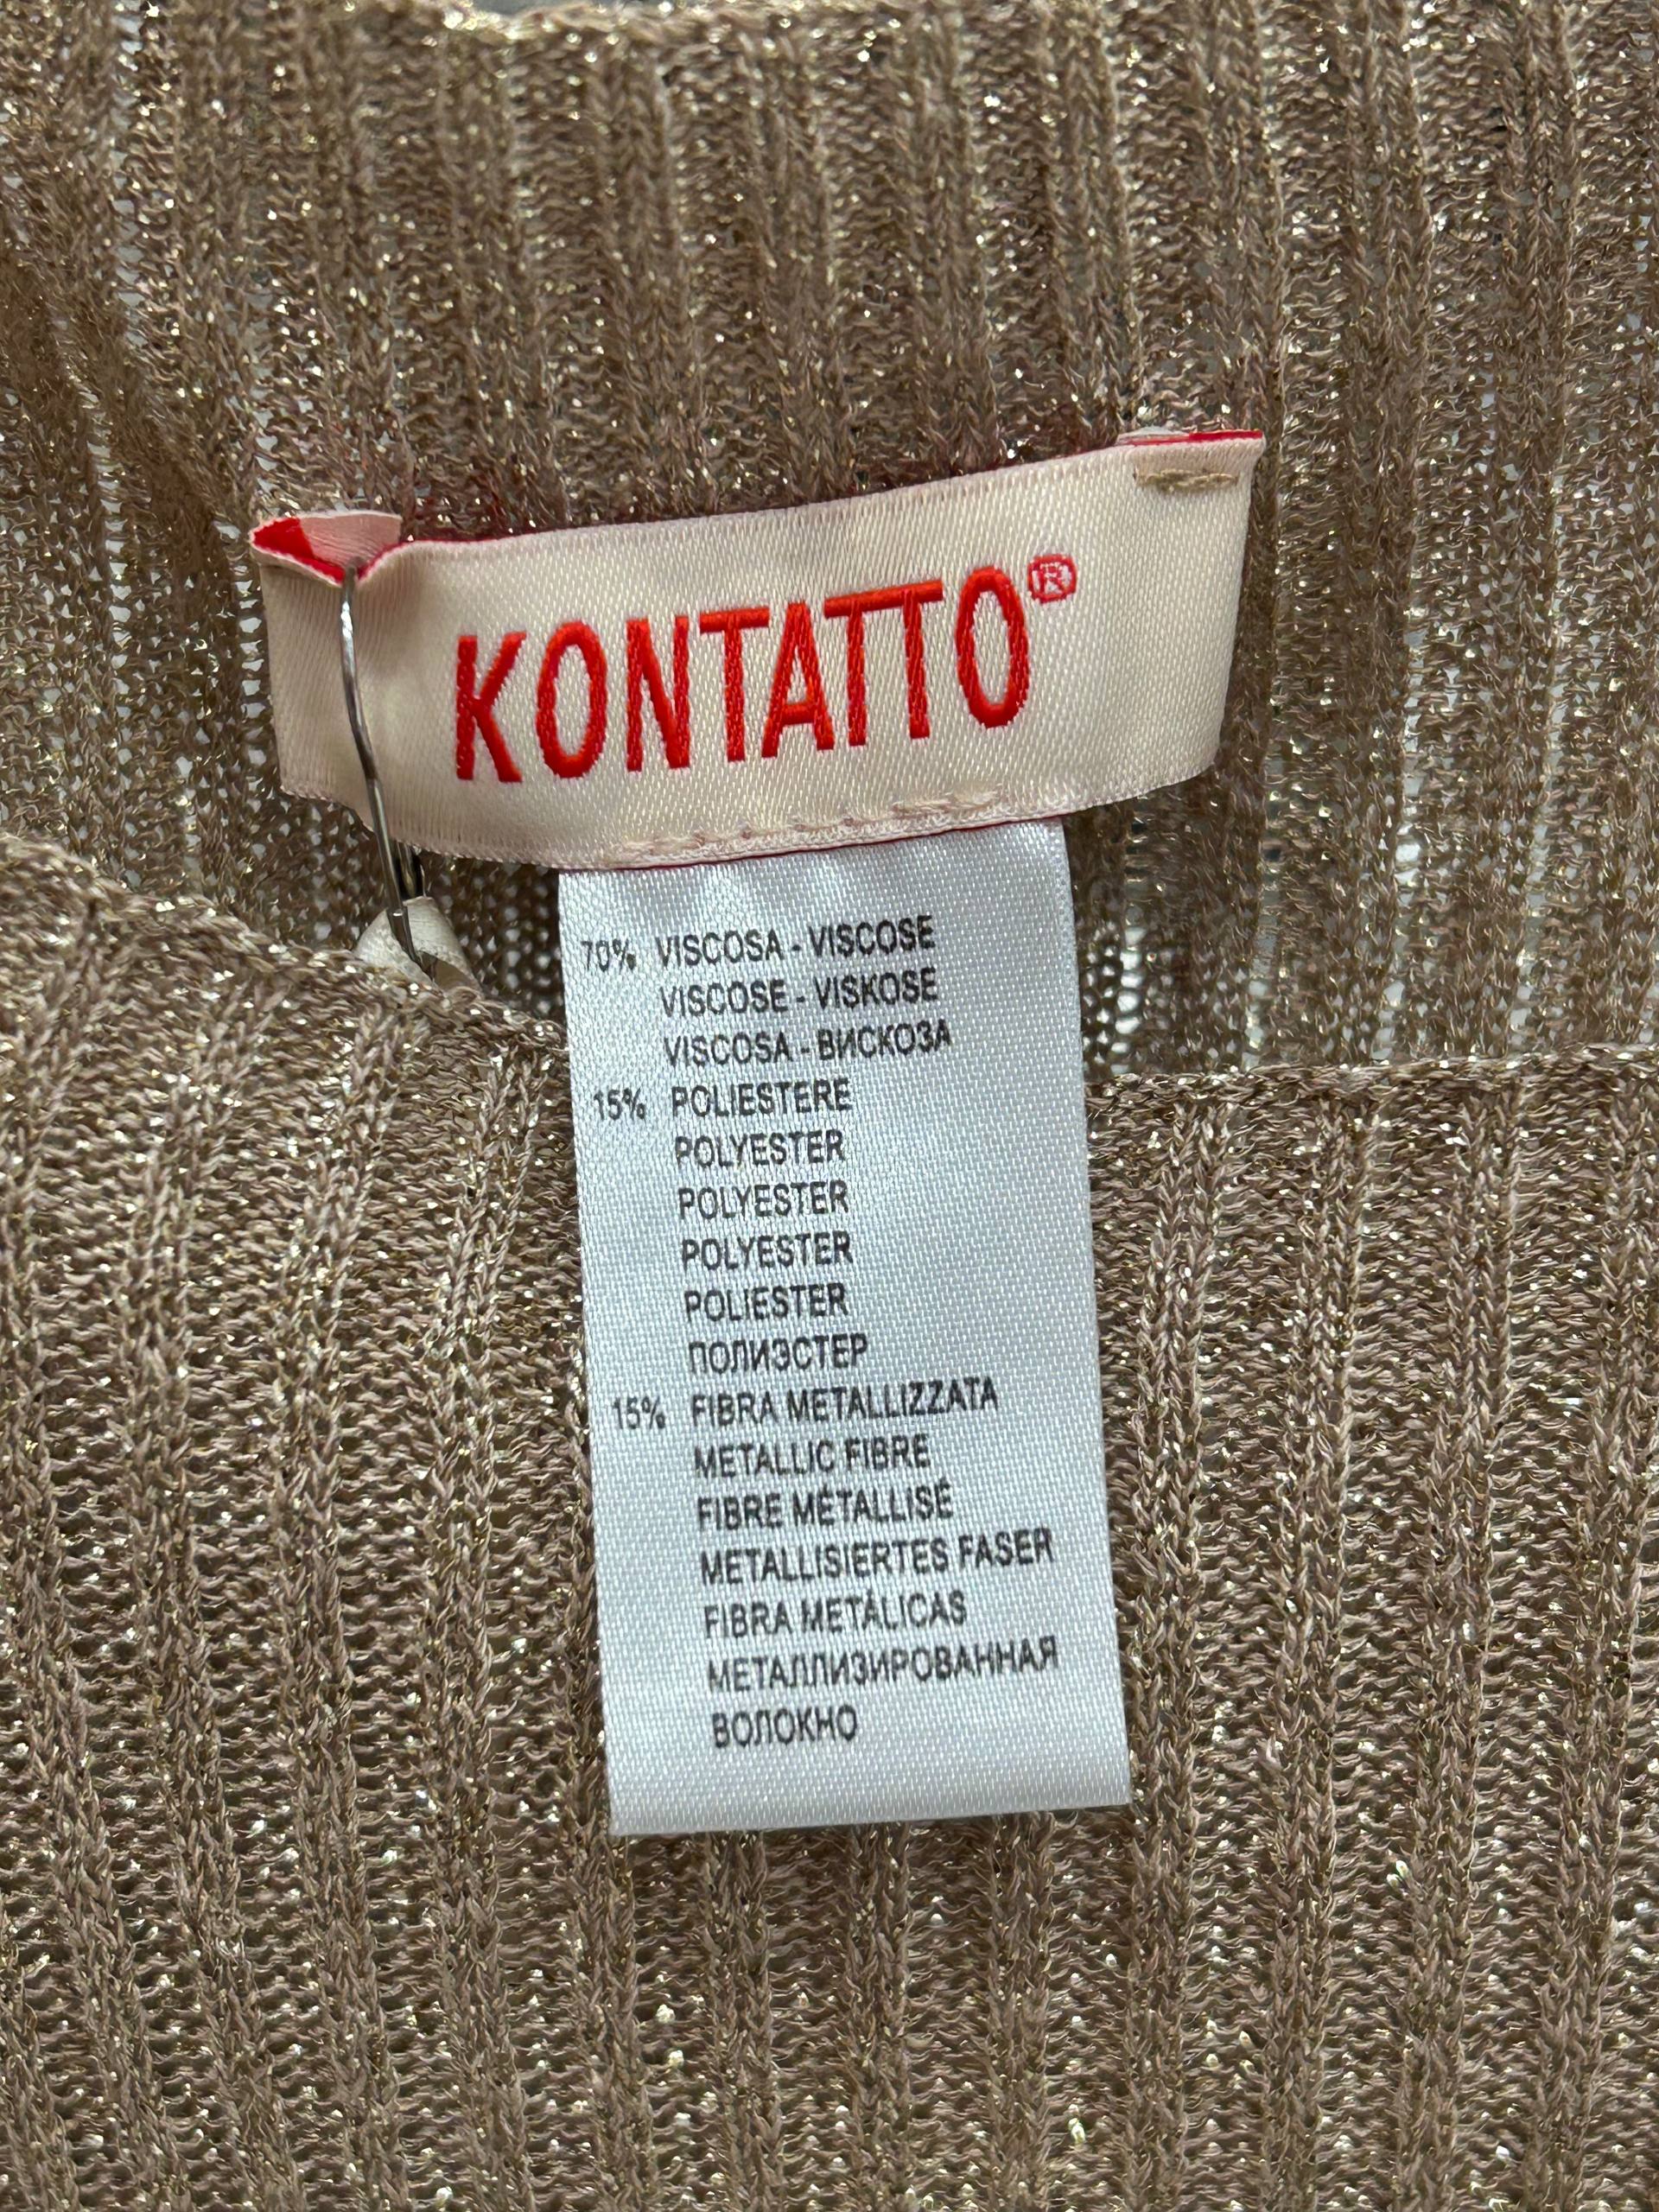 KONTATTO®
70% VISCOSA - VISCOSE
VISCOSE - VISKOSE
VISCOSA - ВИСКОЗА
15% POLIESTERE
POLYESTER
POLYESTER
POLYESTER
POLIESTER
ПОЛИЭСТЕР
15% FIBRA METALLIZZATA
METALLIC FIBRE
FIBRE MÉTALLISÉ
METALLISIERTES FASER
FIBRA METÁLICAS
МЕТАЛЛИЗИРОВАННАЯ
ВОЛОКНО